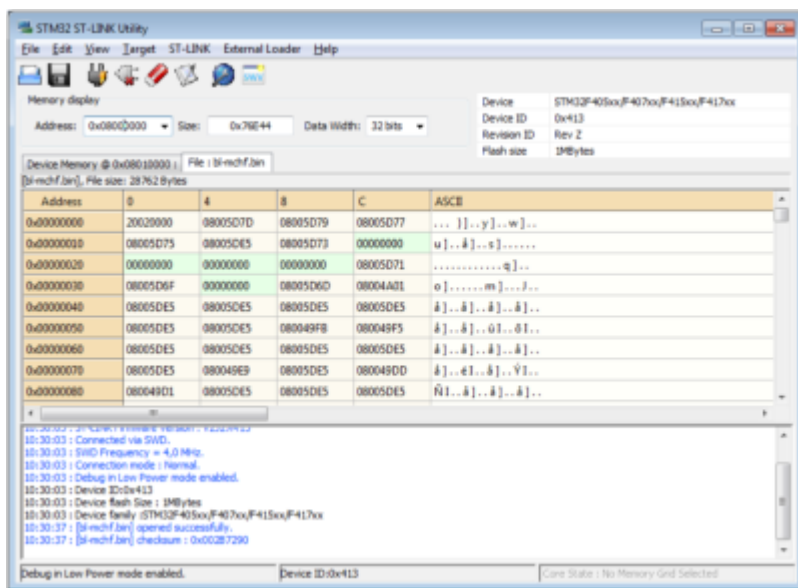 STM32 ST-LINK Utility
File Edit View Target ST-LINK External Loader Help
Memory display
Address: 0x08000000 Size: 0x76E44 Data Width: 32 bits
Device STM32F405xx/F407xx/F415xx/F417xx
Device ID 0x413
Revision ID Rev Z
Flash size 1MBytes
Device Memory @ 0x08010000 : File : bl-mchf.bin
[bl-mchf.bin], File size: 28762 Bytes
Address 0 4 8 C ASCII
0x00000000 20020000 08005D7D 08005D79 08005D77 ... }]..y]..w]..
0x00000010 08005D75 08005DE5 08005D73 00000000 u]..å]..s]......
0x00000020 00000000 00000000 00000000 08005D71 ............q]..
0x00000030 08005D6F 00000000 08005D6D 08004A01 o]......m]...J..
0x00000040 08005DE5 08005DE5 08005DE5 08005DE5 å]..å]..å]..å]..
0x00000050 08005DE5 08005DE5 080049FB 080049F5 å]..å]..ûI..õI..
0x00000060 08005DE5 08005DE5 08005DE5 08005DE5 å]..å]..å]..å]..
0x00000070 08005DE5 080049E9 08005DE5 080049DD å]..éI..å]..ÝI..
0x00000080 080049D1 08005DE5 08005DE5 08005DE5 ÑI..å]..å]..å]..
10:30:03 : Connected via SWD.
10:30:03 : SWD Frequency = 4,0 MHz.
10:30:03 : Connection mode : Normal.
10:30:03 : Debug in Low Power mode enabled.
10:30:03 : Device ID:0x413
10:30:03 : Device flash Size : 1MBytes
10:30:03 : Device family :STM32F405xx/F407xx/F415xx/F417xx
10:30:37 : [bl-mchf.bin] opened successfully.
10:30:37 : [bl-mchf.bin] checksum : 0x002B7290
Debug in Low Power mode enabled. Device ID:0x413 Core State : No Memory Grid Selected